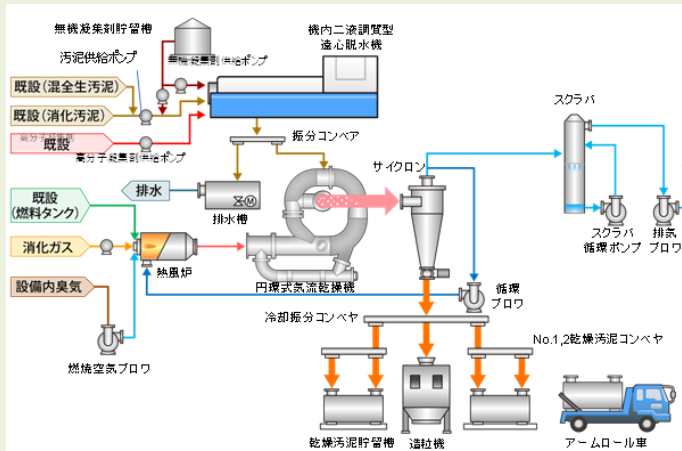 無機凝集剤貯留槽
機内二液調質型
遠心脱水機
汚泥供給ポンプ
無機凝集剤供給ポンプ
既設(混全生汚泥)
既設(消化汚泥)
高分子凝集剤
既設
高分子凝集剤供給ポンプ
振分コンベア
スクラバ
サイクロン
排水
排水槽
既設
(燃料タンク)
消化ガス
熱風炉
円環式気流乾燥機
スクラバ
循環ポンプ
排気
ブロワ
設備内臭気
循環
ブロワ
冷却振分コンベヤ
No.1,2乾燥汚泥コンベヤ
燃焼空気ブロワ
乾燥汚泥貯留槽
造粒機
アームロール車